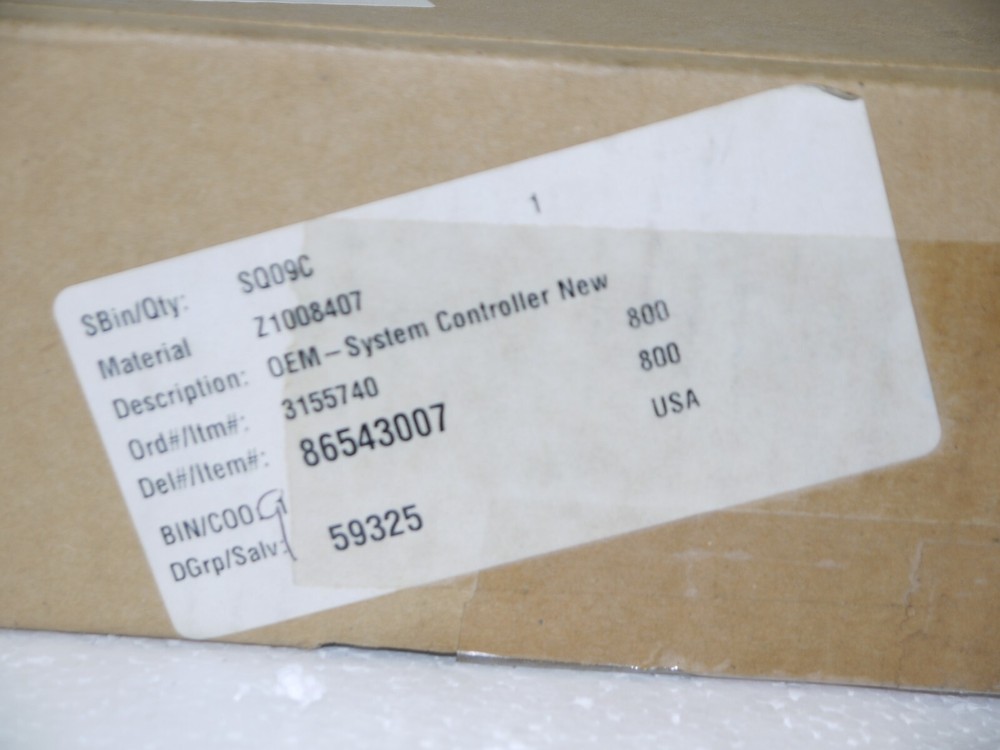 SBin/Qty: SQ09C 1
Material Z1008407
Description: OEM–System Controller New
Ord#/Itm#: 3155740 800
Del#/Item#: 86543007 800
BIN/COO USA
DGrp/Salv: 59325